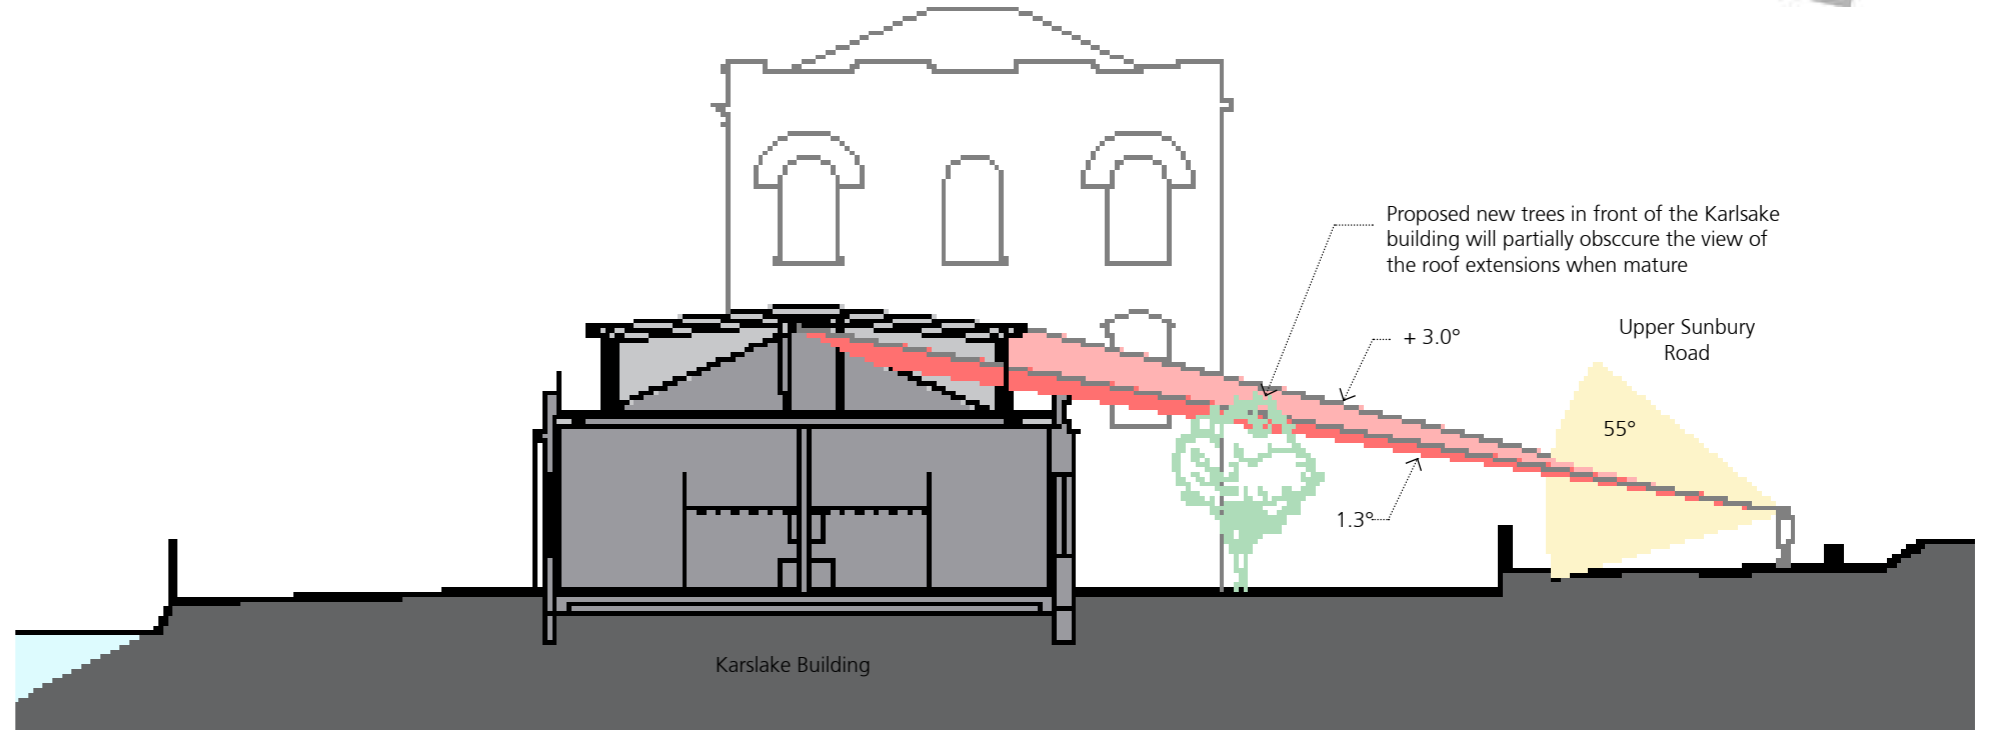 Proposed new trees in front of the Karlsake
building will partially obsccure the view of
the roof extensions when mature
+ 3.0°
Upper Sunbury
Road
55°
1.3°
Karslake Building